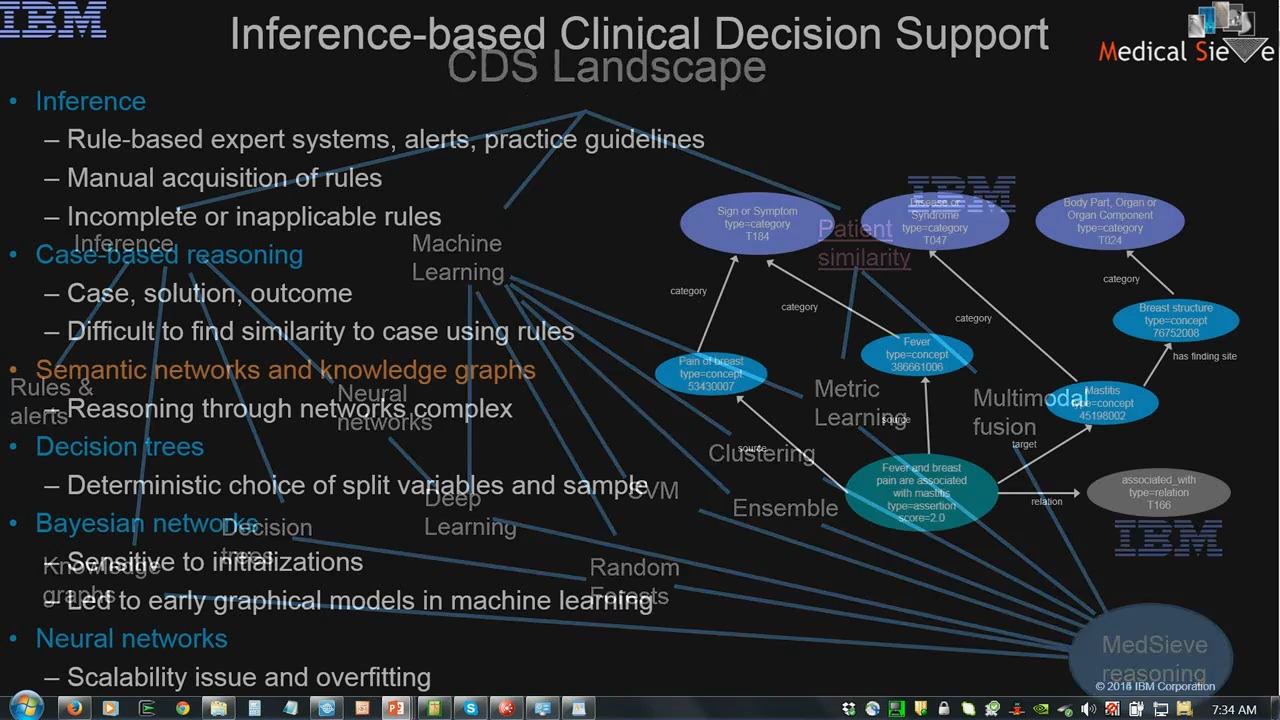 IBM
Inference-based Clinical Decision Support
CDS Landscape
Medical Sieve
• Inference
– Rule-based expert systems, alerts, practice guidelines
– Manual acquisition of rules
– Incomplete or inapplicable rules
• Case-based reasoning
– Case, solution, outcome
– Difficult to find similarity to case using rules
• Semantic networks and knowledge graphs
– Reasoning through networks complex
• Decision trees
– Deterministic choice of split variables and sample
• Bayesian networks
– Sensitive to initializations
– Led to early graphical models in machine learning
• Neural networks
– Scalability issue and overfitting
Inference
Machine
Learning
Patient
similarity
Rules &
alerts
Neural
networks
Metric
Learning
Multimodal
fusion
Clustering
SVM
Deep
Learning
Ensemble
Decision
trees
Knowledge
graphs
Random
Forests
MedSieve
reasoning
IBM
Sign or Symptom
type=category
T184
Disease or
Syndrome
type=category
T047
Body Part, Organ or
Organ Component
type=category
T024
category
category
category
category
Breast structure
type=concept
76752008
has finding site
Pain of breast
type=concept
53430007
Fever
type=concept
386661006
Mastitis
type=concept
45198002
source
source
target
Fever and breast
pain are associated
with mastitis
type=assertion
score=2.0
relation
associated_with
type=relation
T166
IBM
IBM Corporation
7:34 AM